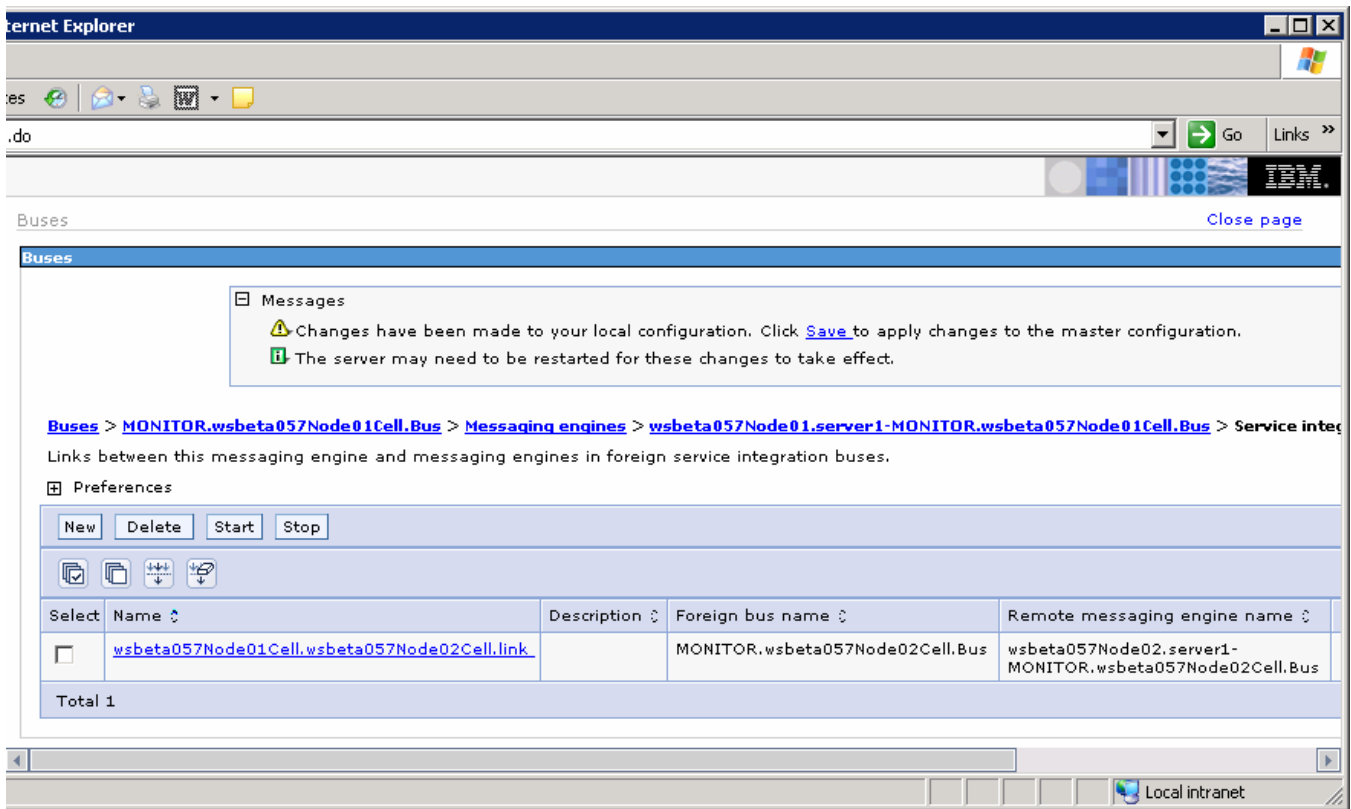 ternet Explorer
tes
.do
Go Links »
IBM.
Buses
Close page
Buses
Messages
Changes have been made to your local configuration. Click Save to apply changes to the master configuration.
The server may need to be restarted for these changes to take effect.
Buses > MONITOR.wsbeta057Node01Cell.Bus > Messaging engines > wsbeta057Node01.server1-MONITOR.wsbeta057Node01Cell.Bus > Service integ
Links between this messaging engine and messaging engines in foreign service integration buses.
Preferences
New Delete Start Stop
Select Name Description Foreign bus name Remote messaging engine name
wsbeta057Node01Cell.wsbeta057Node02Cell.link MONITOR.wsbeta057Node02Cell.Bus wsbeta057Node02.server1-
MONITOR.wsbeta057Node02Cell.Bus
Total 1
Local intranet